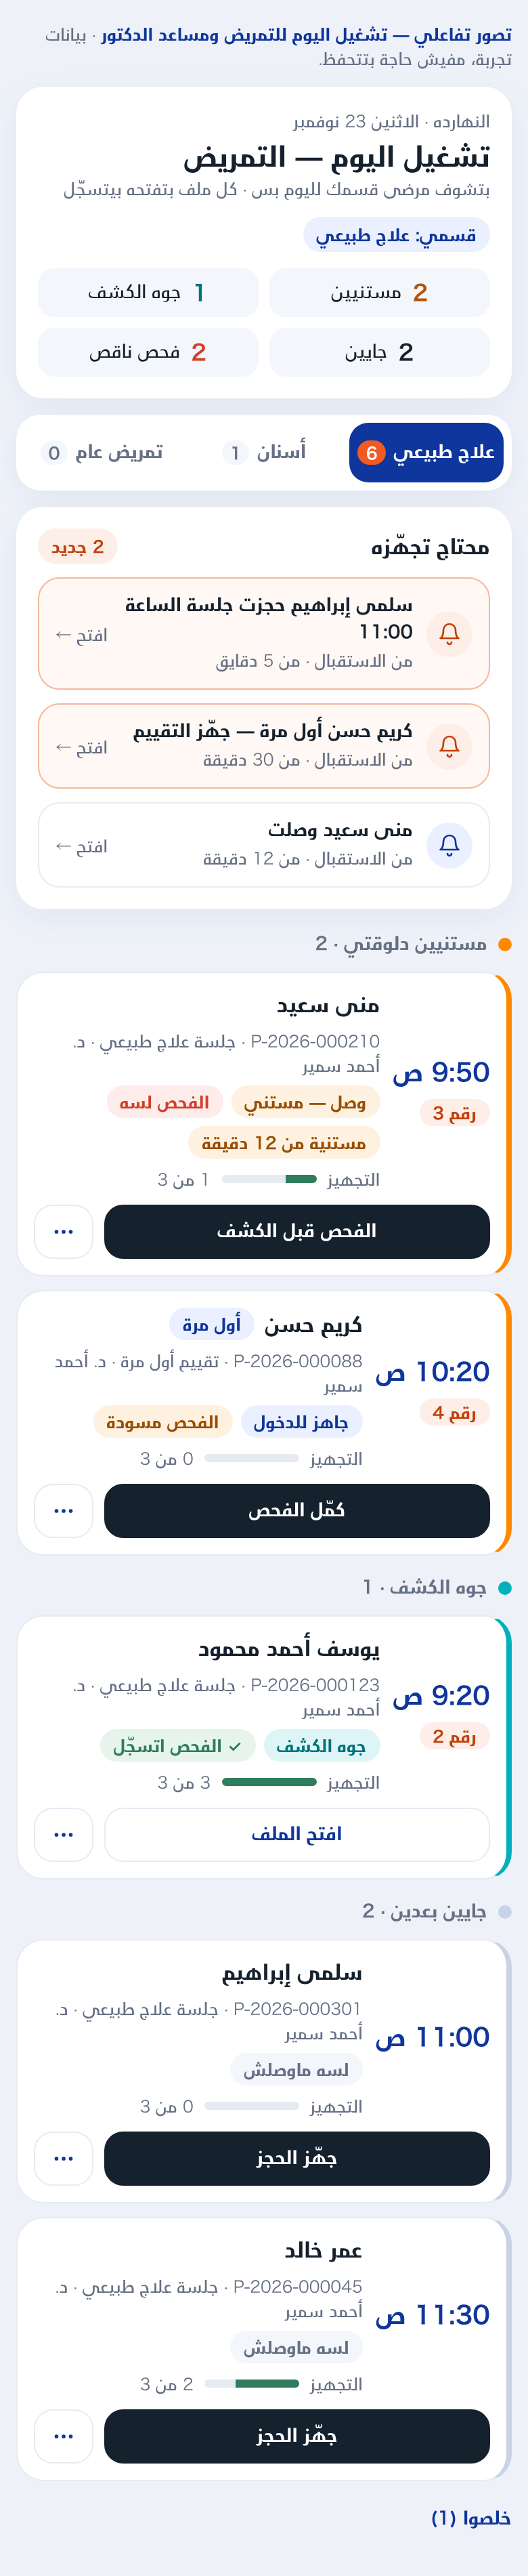 تصور تفاعلي — تشغيل اليوم للتمريض ومساعد الدكتور · بيانات
تجربة، مفيش حاجة بتتحفظ.
النهارده · الاثنين 23 نوفمبر
تشغيل اليوم — التمريض
بتشوف مرضى قسمك لليوم بس · كل ملف بتفتحه بيتسجّل
قسمي: علاج طبيعي
2 مستنيين
1 جوه الكشف
2 جايين
2 فحص ناقص
علاج طبيعي 6
أسنان 1
تمريض عام 0
محتاج تجهّزه
2 جديد
سلمى إبراهيم حجزت جلسة الساعة
11:00
من الاستقبال · من 5 دقايق
افتح ←
كريم حسن أول مرة — جهّز التقييم
من الاستقبال · من 30 دقيقة
افتح ←
منى سعيد وصلت
من الاستقبال · من 12 دقيقة
افتح ←
مستنيين دلوقتي · 2
9:50 ص
رقم 3
منى سعيد
P-2026-000210 · جلسة علاج طبيعي · د.
أحمد سمير
وصل — مستني
الفحص لسه
مستنية من 12 دقيقة
التجهيز 1 من 3
الفحص قبل الكشف
···
10:20 ص
رقم 4
كريم حسن أول مرة
P-2026-000088 · تقييم أول مرة · د. أحمد
سمير
جاهز للدخول
الفحص مسودة
التجهيز 0 من 3
كمّل الفحص
···
جوه الكشف · 1
9:20 ص
رقم 2
يوسف أحمد محمود
P-2026-000123 · جلسة علاج طبيعي · د.
أحمد سمير
جوه الكشف
✓ الفحص اتسجّل
التجهيز 3 من 3
افتح الملف
···
جايين بعدين · 2
11:00 ص
سلمى إبراهيم
P-2026-000301 · جلسة علاج طبيعي · د.
أحمد سمير
لسه ماوصلش
التجهيز 0 من 3
جهّز الحجز
···
11:30 ص
عمر خالد
P-2026-000045 · جلسة علاج طبيعي · د.
أحمد سمير
لسه ماوصلش
التجهيز 2 من 3
جهّز الحجز
···
خلصوا (1)